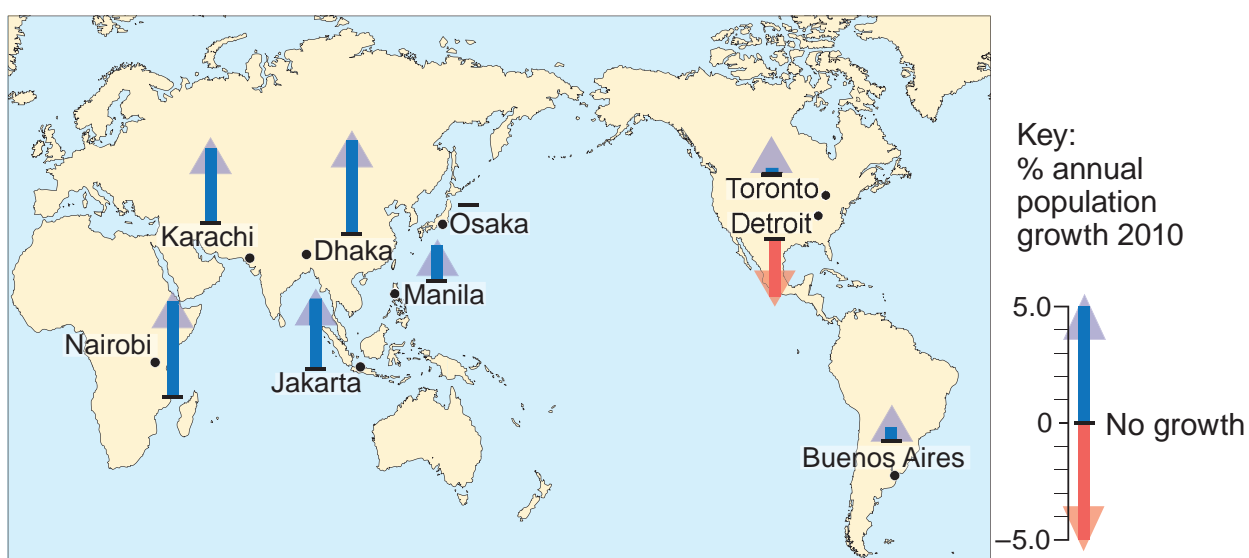 Karachi
Dhaka
Osaka
Manila
Nairobi
Jakarta
Toronto
Detroit
Buenos Aires
Key:
% annual
population
growth 2010
5.0
0
No growth
–5.0